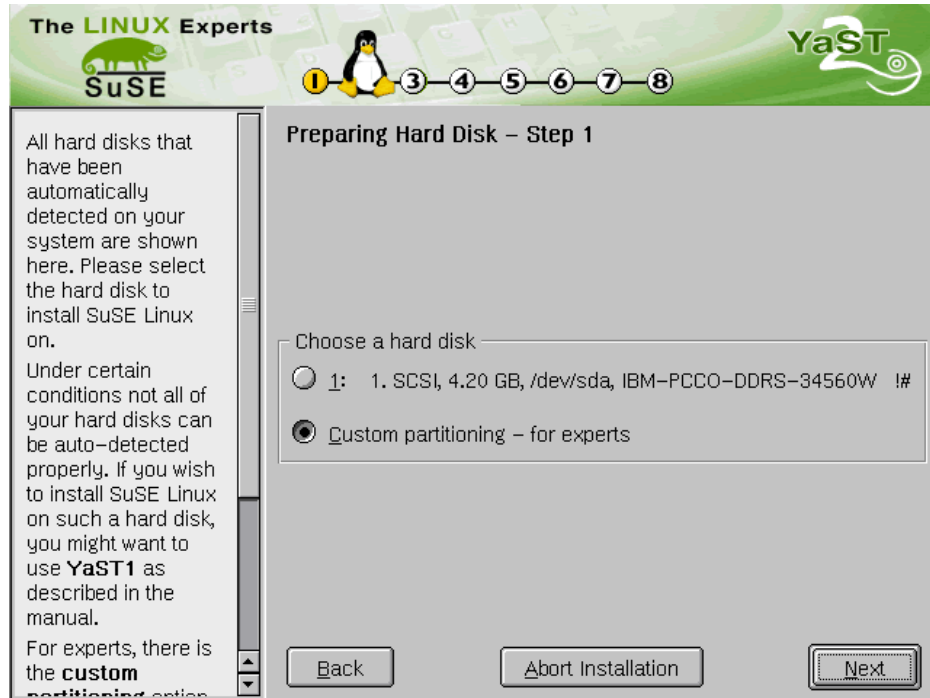 The LINUX Experts
SuSE
YaST2
1 3 4 5 6 7 8
All hard disks that
have been
automatically
detected on your
system are shown
here. Please select
the hard disk to
install SuSE Linux
on.
Under certain
conditions not all of
your hard disks can
be auto-detected
properly. If you wish
to install SuSE Linux
on such a hard disk,
you might want to
use YaST1 as
described in the
manual.
For experts, there is
the custom
partitioning option
Preparing Hard Disk – Step 1
Choose a hard disk
1: 1. SCSI, 4.20 GB, /dev/sda, IBM-PCCO-DDRS-34560W !#
Custom partitioning – for experts
Back
Abort Installation
Next